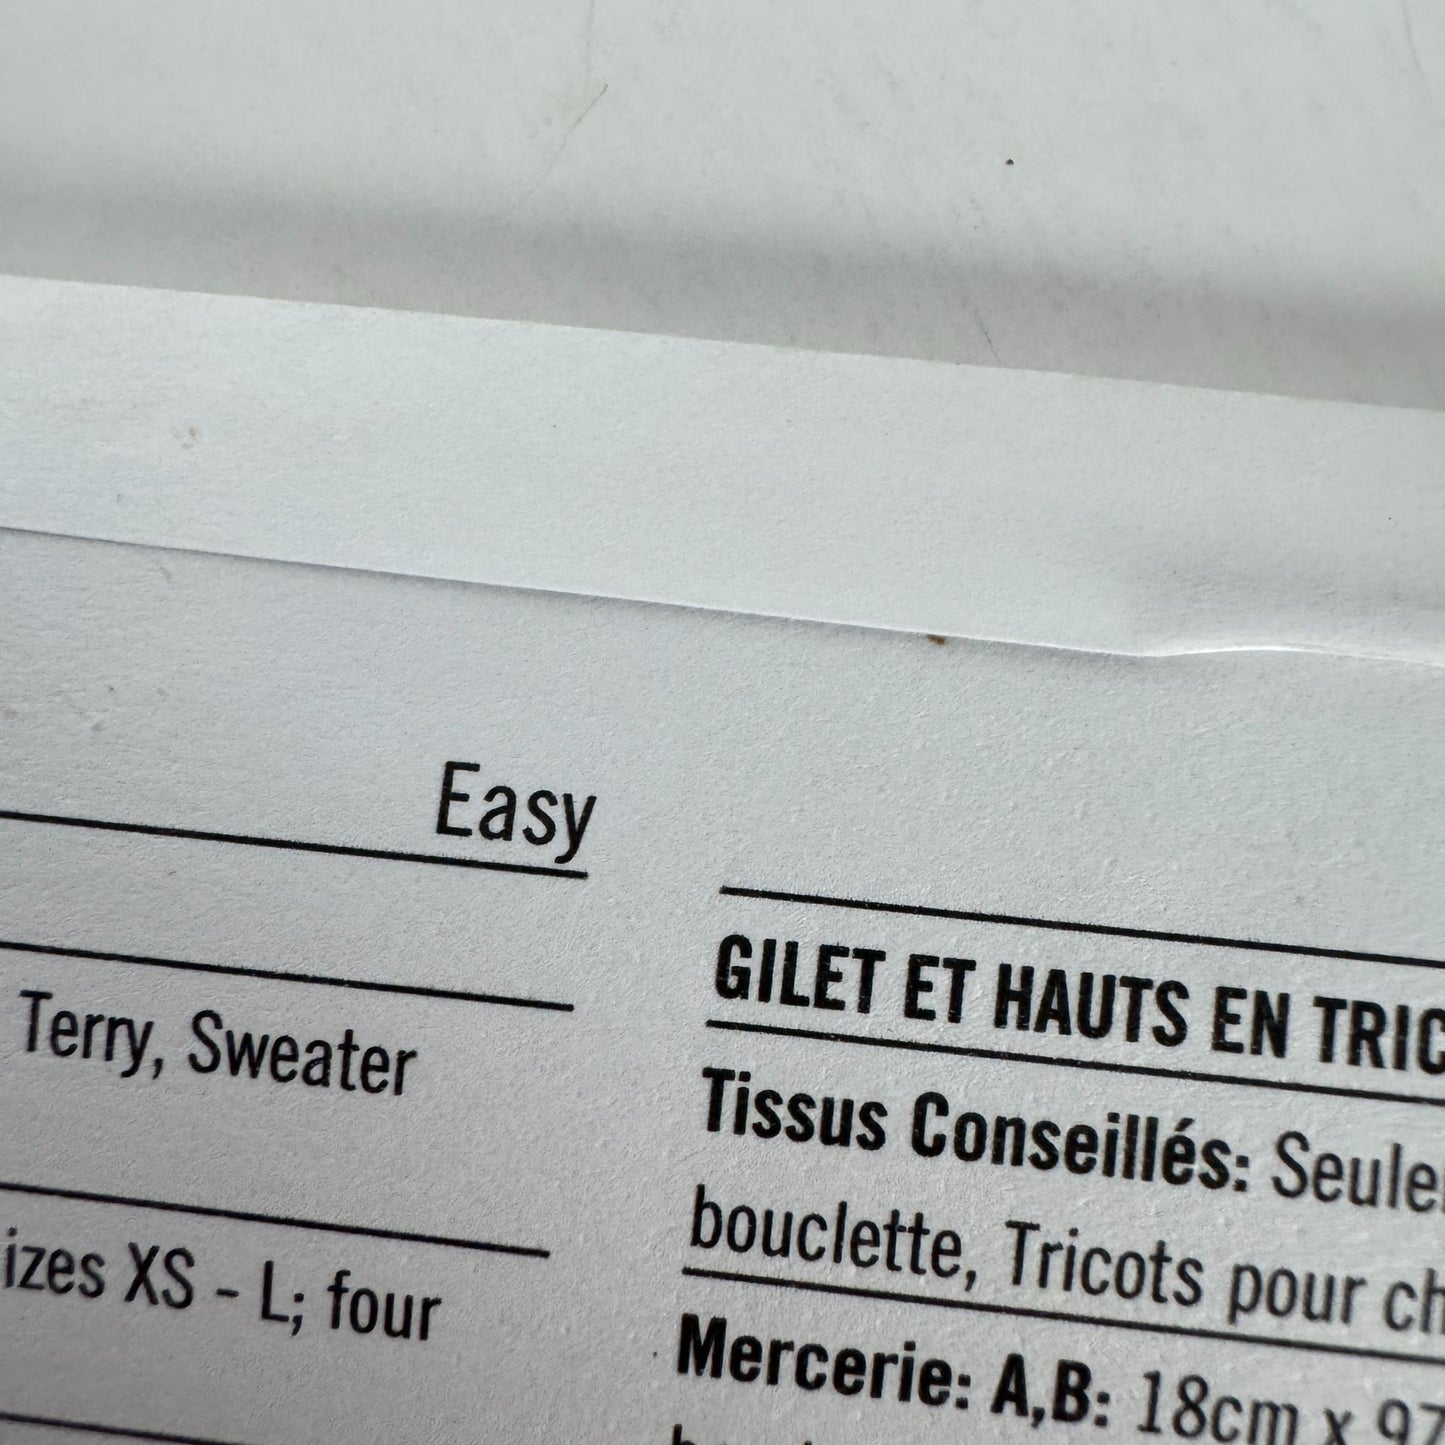 Easy
Terry, Sweater
izes XS - L; four
GILET ET HAUTS EN TRIC
Tissus Conseillés: Seule
bouclette, Tricots pour ch
Mercerie: A,B: 18cm x 97